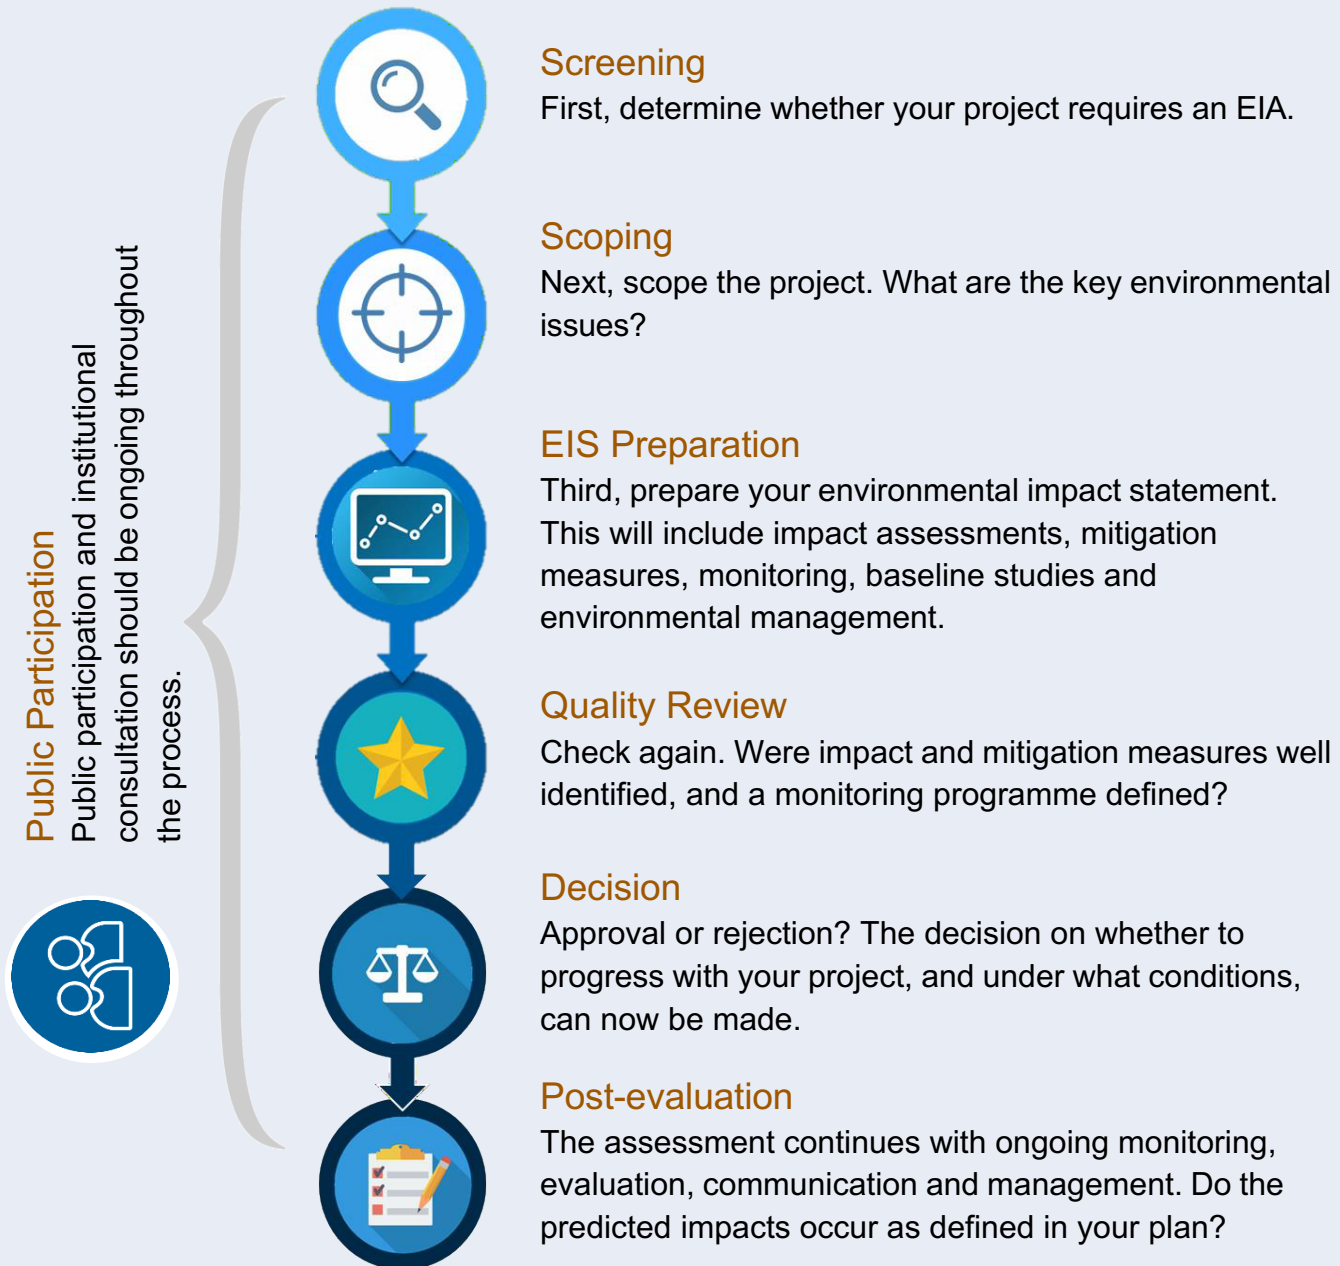 Public Participation
Public participation and institutional
consultation should be ongoing throughout
the process.
Screening
First, determine whether your project requires an EIA.
Scoping
Next, scope the project. What are the key environmental
issues?
EIS Preparation
Third, prepare your environmental impact statement.
This will include impact assessments, mitigation
measures, monitoring, baseline studies and
environmental management.
Quality Review
Check again. Were impact and mitigation measures well
identified, and a monitoring programme defined?
Decision
Approval or rejection? The decision on whether to
progress with your project, and under what conditions,
can now be made.
Post-evaluation
The assessment continues with ongoing monitoring,
evaluation, communication and management. Do the
predicted impacts occur as defined in your plan?